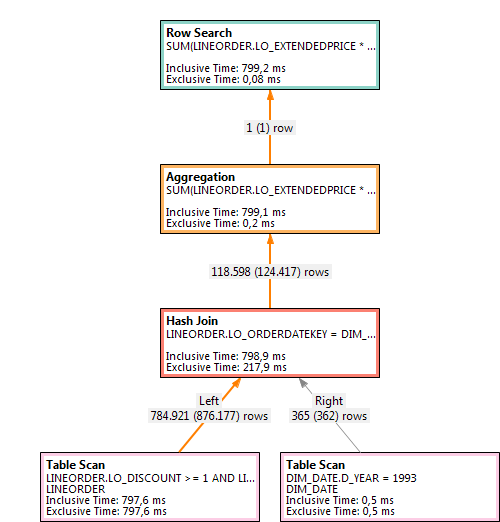 Row Search
SUM(LINEORDER.LO_EXTENDEDPRICE * ...
Inclusive Time: 799,2 ms
Exclusive Time: 0,08 ms
1 (1) row
Aggregation
SUM(LINEORDER.LO_EXTENDEDPRICE * ...
Inclusive Time: 799,1 ms
Exclusive Time: 0,2 ms
118.598 (124.417) rows
Hash Join
LINEORDER.LO_ORDERDATEKEY = DIM_...
Inclusive Time: 798,9 ms
Exclusive Time: 217,9 ms
Left
784.921 (876.177) rows
Right
365 (362) rows
Table Scan
LINEORDER.LO_DISCOUNT >= 1 AND LI...
LINEORDER
Inclusive Time: 797,6 ms
Exclusive Time: 797,6 ms
Table Scan
DIM_DATE.D_YEAR = 1993
DIM_DATE
Inclusive Time: 0,5 ms
Exclusive Time: 0,5 ms